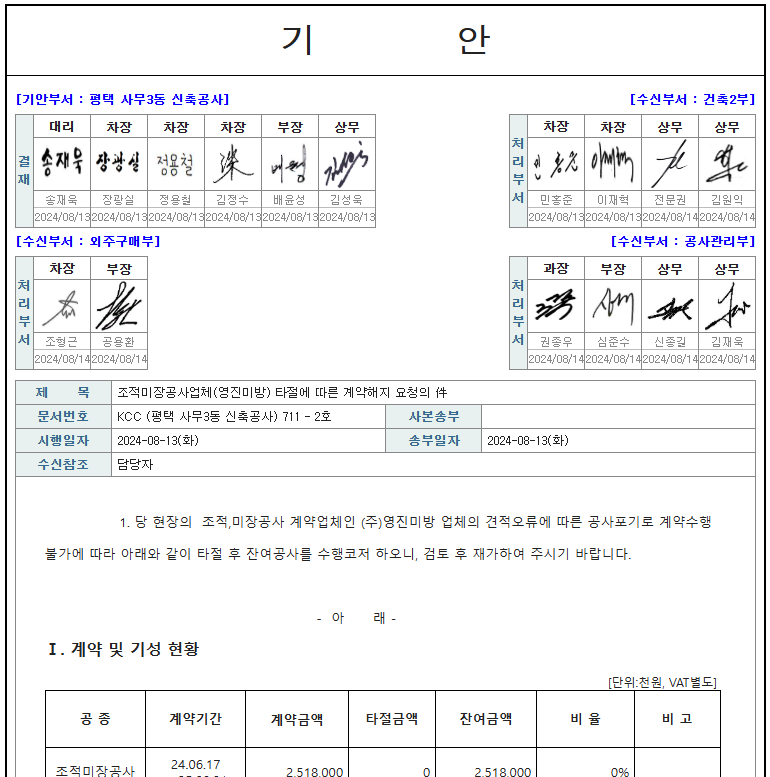 기 안
[기안부서 : 평택 사무3동 신축공사] [수신부서 : 건축2부]
결재 대리 차장 차장 차장 부장 상무
송재욱 장광실 정용철
송재욱 장광실 정용철 김정수 배윤성 김성욱
2024/08/13 2024/08/13 2024/08/13 2024/08/13 2024/08/13 2024/08/13
처리부서 차장 차장 상무 상무
민홍준 이재혁 전문권 김원익
2024/08/13 2024/08/13 2024/08/14 2024/08/14
[수신부서 : 외주구매부] [수신부서 : 공사관리부]
처리부서 차장 부장
조형근 공용환
2024/08/14 2024/08/14
처리부서 과장 부장 상무 상무
권종우 심준수 신종길 김재욱
2024/08/14 2024/08/14 2024/08/14 2024/08/14
제 목 조적미장공사업체(영진미방) 타절에 따른 계약해지 요청의 件
문서번호 KCC (평택 사무3동 신축공사) 711 - 2호 사본송부
시행일자 2024-08-13(화) 송부일자 2024-08-13(화)
수신참조 담당자
1. 당 현장의 조적,미장공사 계약업체인 (주)영진미방 업체의 견적오류에 따른 공사포기로 계약수행
불가에 따라 아래와 같이 타절 후 잔여공사를 수행코저 하오니, 검토 후 재가하여 주시기 바랍니다.
- 아 래 -
I. 계약 및 기성 현황
[단위:천원, VAT별도]
공 종 계약기간 계약금액 타절금액 잔여금액 비 율 비 고
조적미장공사 24.06.17 2,518,000 0 2,518,000 0%